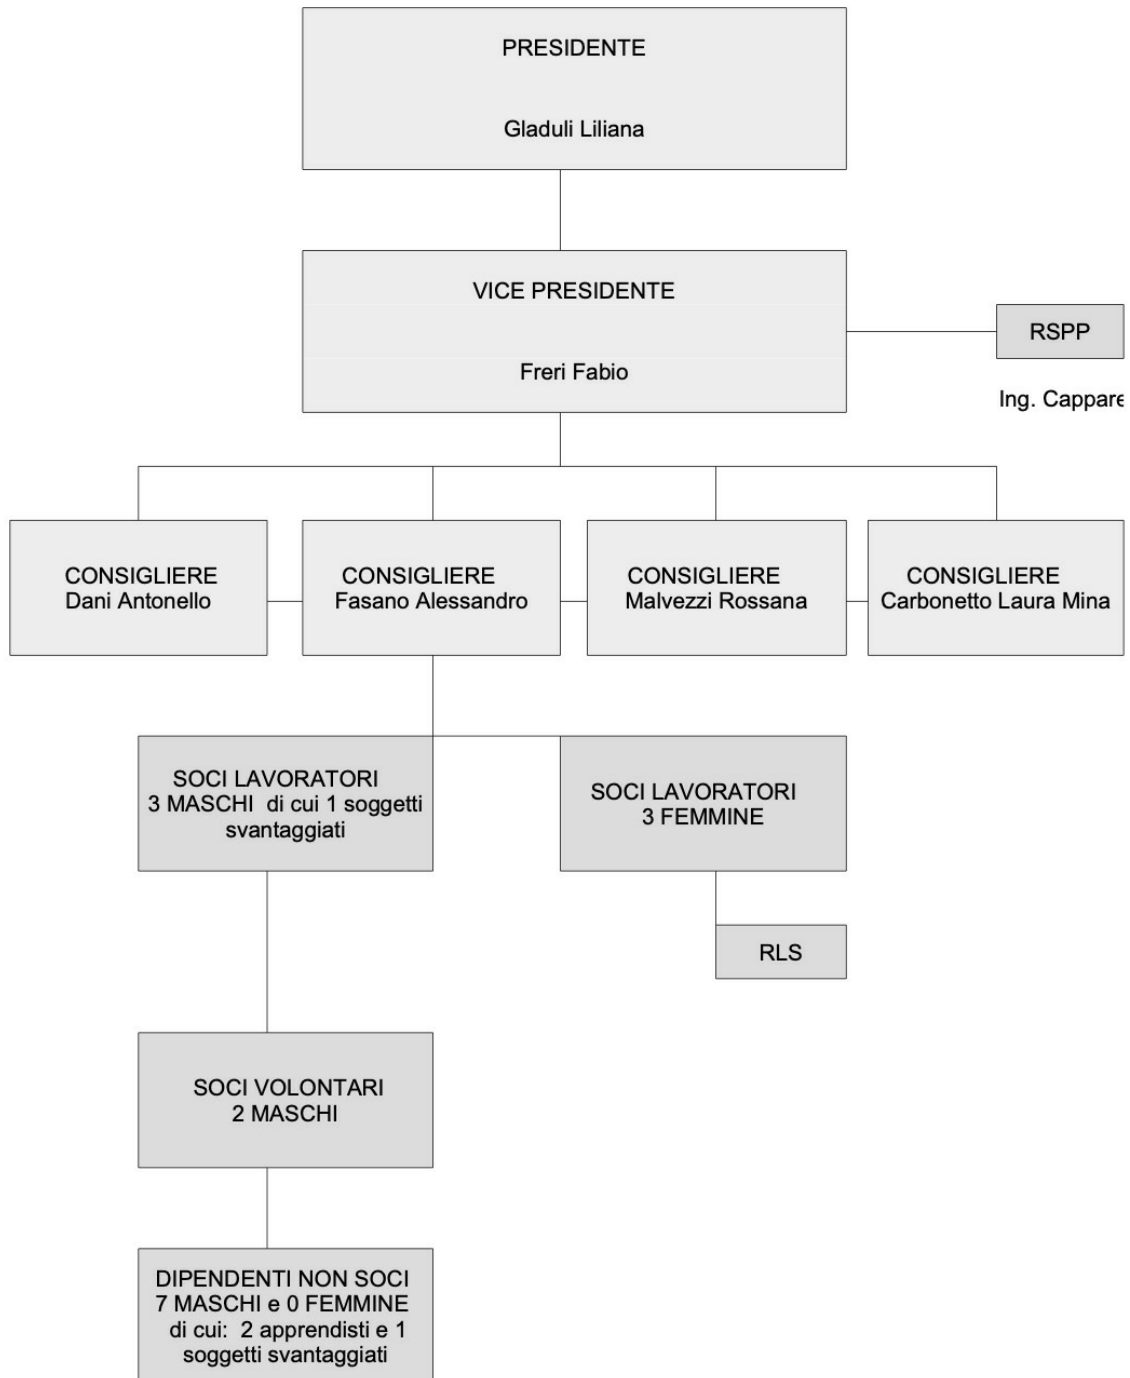 PRESIDENTE
Gladuli Liliana
VICE PRESIDENTE
Freri Fabio
RSPP
Ing. Cappare
CONSIGLIERE
Dani Antonello
CONSIGLIERE
Fasano Alessandro
CONSIGLIERE
Malvezzi Rossana
CONSIGLIERE
Carbonetto Laura Mina
SOCI LAVORATORI
3 MASCHI di cui 1 soggetti
svantaggiati
SOCI LAVORATORI
3 FEMMINE
RLS
SOCI VOLONTARI
2 MASCHI
DIPENDENTI NON SOCI
7 MASCHI e 0 FEMMINE
di cui: 2 apprendisti e 1
soggetti svantaggiati